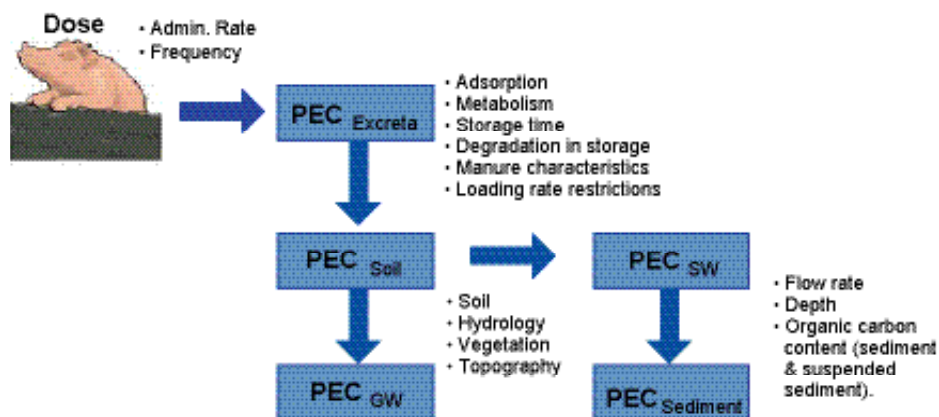 Dose
• Admin. Rate
• Frequency
PEC Excreta
• Adsorption
• Metabolism
• Storage time
• Degradation in storage
• Manure characteristics
• Loading rate restrictions
PEC Soil
PEC SW
• Soil
• Hydrology
• Vegetation
• Topography
• Flow rate
• Depth
• Organic carbon
content (sediment
& suspended
sediment).
PEC GW
PEC Sediment